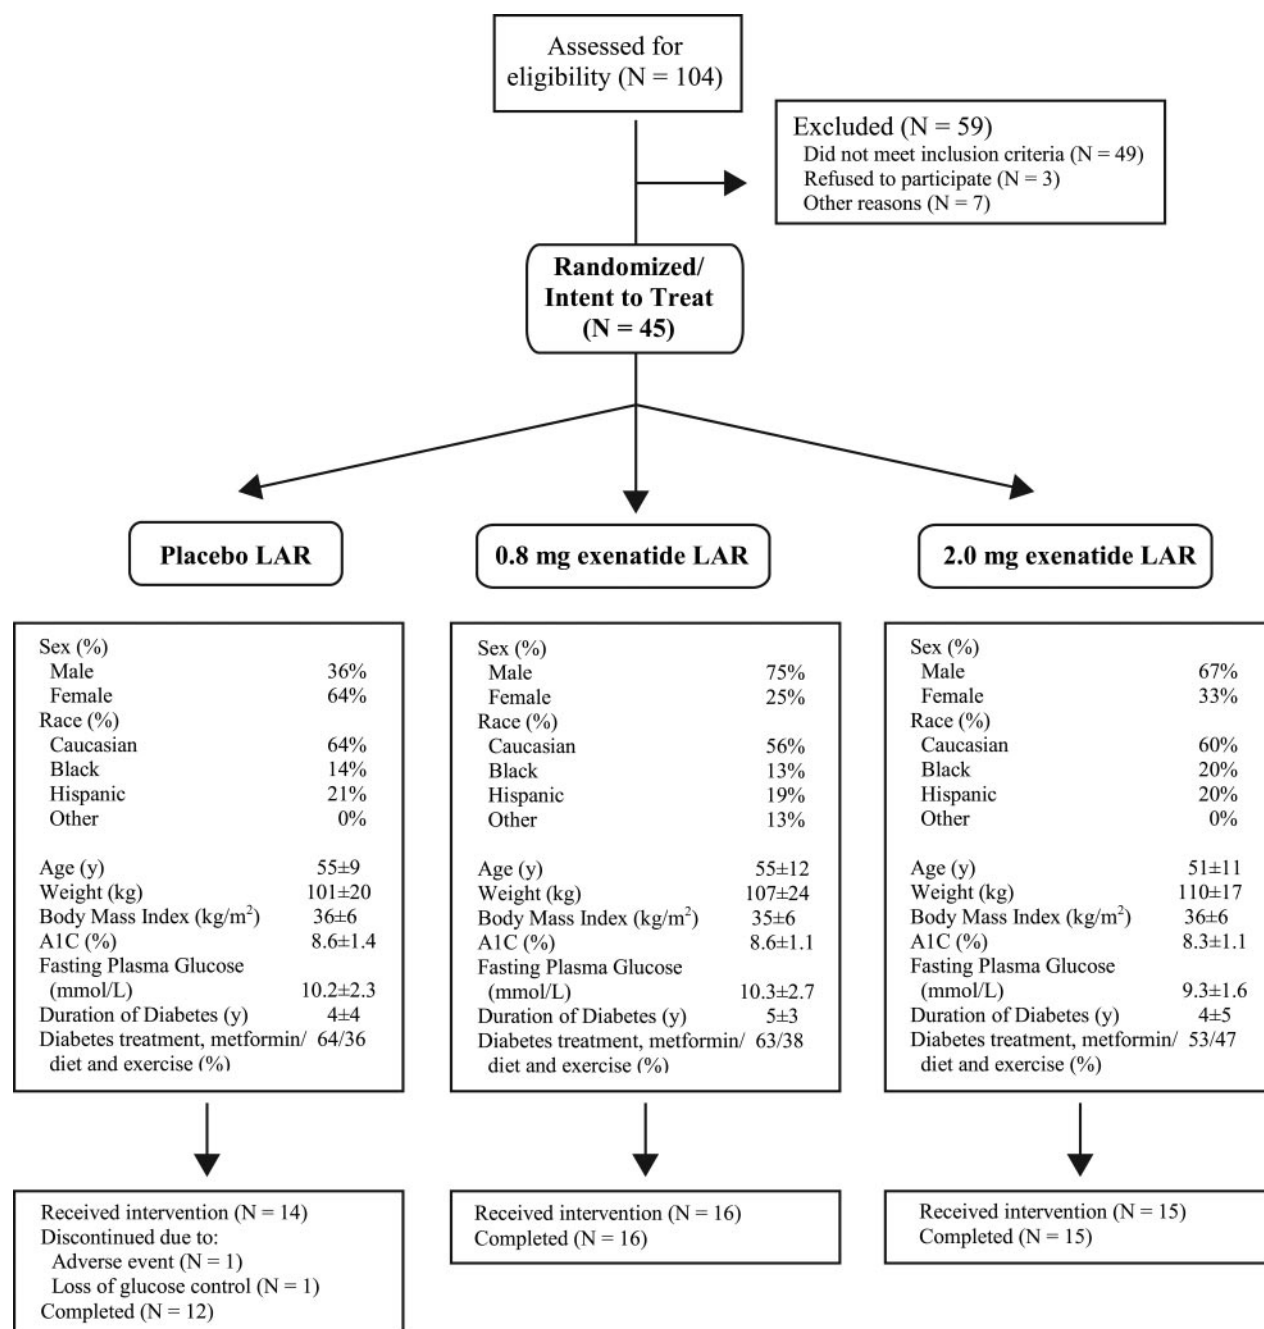 Assessed for
eligibility (N = 104)
Excluded (N = 59)
Did not meet inclusion criteria (N = 49)
Refused to participate (N = 3)
Other reasons (N = 7)
Randomized/
Intent to Treat
(N = 45)
Placebo LAR
Sex (%)
Male 36%
Female 64%
Race (%)
Caucasian 64%
Black 14%
Hispanic 21%
Other 0%
Age (y) 55±9
Weight (kg) 101±20
Body Mass Index (kg/m²) 36±6
A1C (%) 8.6±1.4
Fasting Plasma Glucose
(mmol/L) 10.2±2.3
Duration of Diabetes (y) 4±4
Diabetes treatment, metformin/ 64/36
diet and exercise (%)
Received intervention (N = 14)
Discontinued due to:
Adverse event (N = 1)
Loss of glucose control (N = 1)
Completed (N = 12)
0.8 mg exenatide LAR
Sex (%)
Male 75%
Female 25%
Race (%)
Caucasian 56%
Black 13%
Hispanic 19%
Other 13%
Age (y) 55±12
Weight (kg) 107±24
Body Mass Index (kg/m²) 35±6
A1C (%) 8.6±1.1
Fasting Plasma Glucose
(mmol/L) 10.3±2.7
Duration of Diabetes (y) 5±3
Diabetes treatment, metformin/ 63/38
diet and exercise (%)
Received intervention (N = 16)
Completed (N = 16)
2.0 mg exenatide LAR
Sex (%)
Male 67%
Female 33%
Race (%)
Caucasian 60%
Black 20%
Hispanic 20%
Other 0%
Age (y) 51±11
Weight (kg) 110±17
Body Mass Index (kg/m²) 36±6
A1C (%) 8.3±1.1
Fasting Plasma Glucose
(mmol/L) 9.3±1.6
Duration of Diabetes (y) 4±5
Diabetes treatment, metformin/ 53/47
diet and exercise (%)
Received intervention (N = 15)
Completed (N = 15)